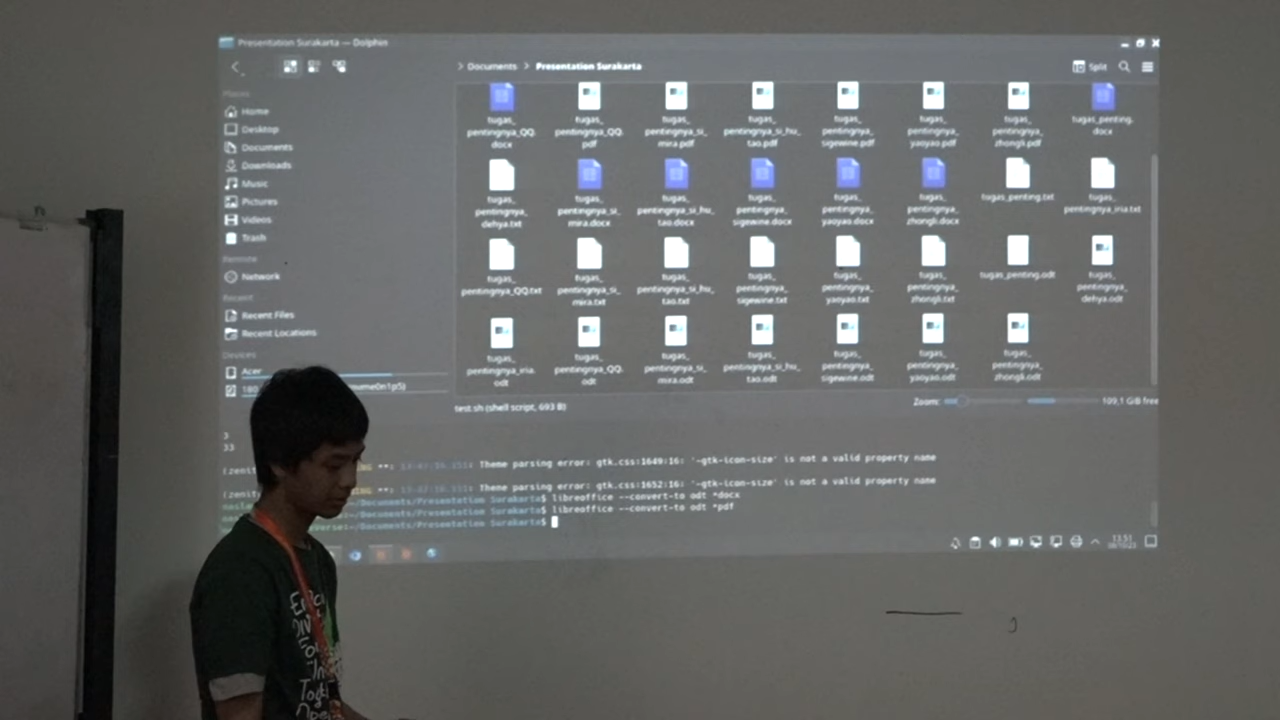 Presentation Surakarta — Dolphin
> Documents > Presentation Surakarta
Split
Places
Home
Desktop
Documents
Downloads
Music
Pictures
Videos
Trash
Remote
Network
Recent
Recent Files
Recent Locations
Devices
Acer
tugas_
pentingnya_QQ.
docx
tugas_
pentingnya_QQ.
pdf
tugas_
pentingnya_si_
mira.pdf
tugas_
pentingnya_si_hu_
tao.pdf
tugas_
pentingnya_
sigewine.pdf
tugas_
pentingnya_
yaoyao.pdf
tugas_
pentingnya_
zhongli.pdf
tugas_penting.
docx
tugas_
pentingnya_
dehya.txt
tugas_
pentingnya_si_
mira.docx
tugas_
pentingnya_si_hu_
tao.docx
tugas_
pentingnya_
sigewine.docx
tugas_
pentingnya_
yaoyao.docx
tugas_
pentingnya_
zhongli.docx
tugas_penting.txt
tugas_
pentingnya_iria.txt
tugas_
pentingnya_QQ.txt
tugas_
pentingnya_si_
mira.txt
tugas_
pentingnya_si_hu_
tao.txt
tugas_
pentingnya_
sigewine.txt
tugas_
pentingnya_
yaoyao.txt
tugas_
pentingnya_
zhongli.txt
tugas_penting.odt
tugas_
pentingnya_
dehya.odt
tugas_
pentingnya_iria.
odt
tugas_
pentingnya_QQ.
odt
tugas_
pentingnya_si_
mira.odt
tugas_
pentingnya_si_hu_
tao.odt
tugas_
pentingnya_
sigewine.odt
tugas_
pentingnya_
yaoyao.odt
tugas_
pentingnya_
zhongli.odt
test.sh (shell script, 693 B)
Zoom:
109,1 GiB free
3
33
(zenit
**: Theme parsing error: gtk.css:1649:16: '-gtk-icon-size' is not a valid property name
(zenit
**: Theme parsing error: gtk.css:1652:16: '-gtk-icon-size' is not a valid property name
:~/Documents/Presentation Surakarta$ libreoffice --convert-to odt *docx
:~/Documents/Presentation Surakarta$ libreoffice --convert-to odt *pdf
:~/Documents/Presentation Surakarta$
13.51